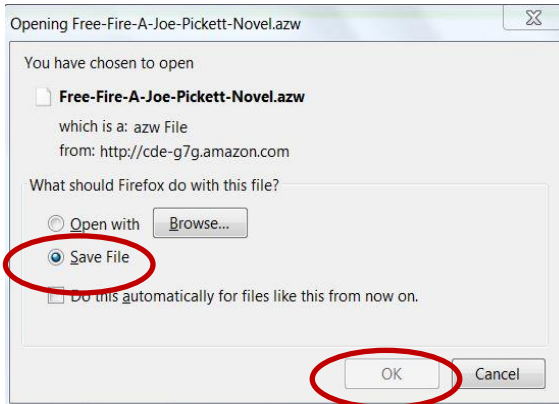 Opening Free-Fire-A-Joe-Pickett-Novel.azw
You have chosen to open
Free-Fire-A-Joe-Pickett-Novel.azw
which is a: azw File
from: http://cde-g7g.amazon.com
What should Firefox do with this file?
Open with Browse...
Save File
Do this automatically for files like this from now on.
OK Cancel